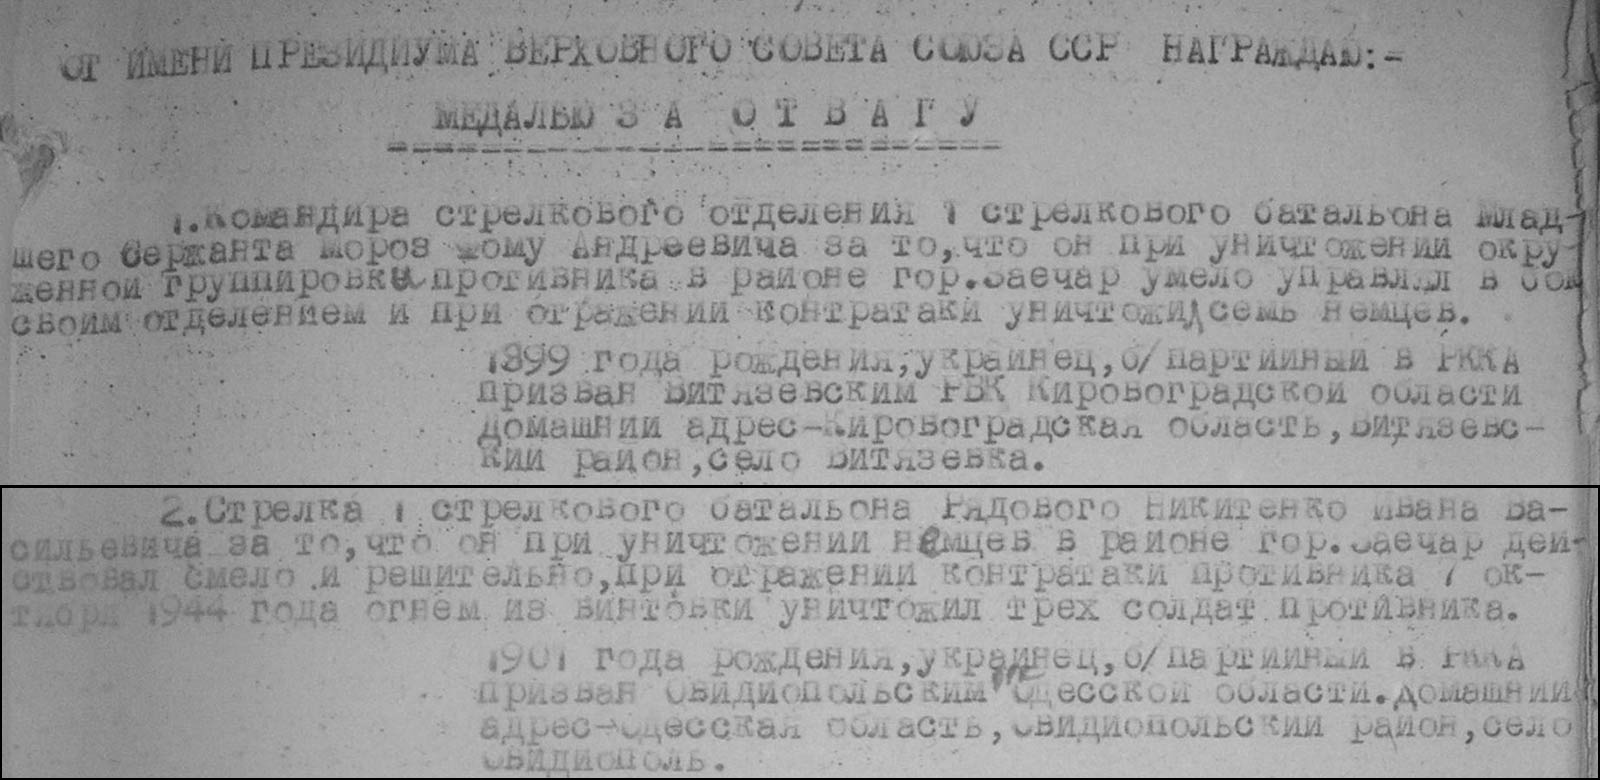 ОТ ИМЕНИ ПРЕЗИДИУМА ВЕРХОВНОГО СОВЕТА СОЮЗА ССР НАГРАЖДАЮ:-
МЕДАЛЬЮ З А О Т В А Г У
1.Командира стрелкового отделения 1 стрелкового батальона Млад-
шего Сержанта Мороз Фому Андреевича за то,что он при уничтожении окру-
женной группировки противника в районе гор.Заечар умело управлял в бою
своим отделением и при отражении контратаки уничтожил семь немцев.
1899 года рождения,украинец,б/партийный в РККА
призван Витязевским РВК Кировоградской области
Домашний адрес-Кировоградская область,Витязевс-
кий район,село Витязевка.
2.Стрелка 1 стрелкового батальона Рядового Никитенко Ивана Ва-
сильевича за то,что он при уничтожении немцев в районе гор.Заечар дей-
ствовал смело и решительно,при отражении контратаки противника 7 ок-
тября 1944 года огнем из винтовки уничтожил трех солдат противника.
1901 года рождения,украинец,б/партийный в РККА
призван Овидиопольским Одесской области.Домашний
адрес-Одесская область,Овидиопольский район,село
Овидиополь.